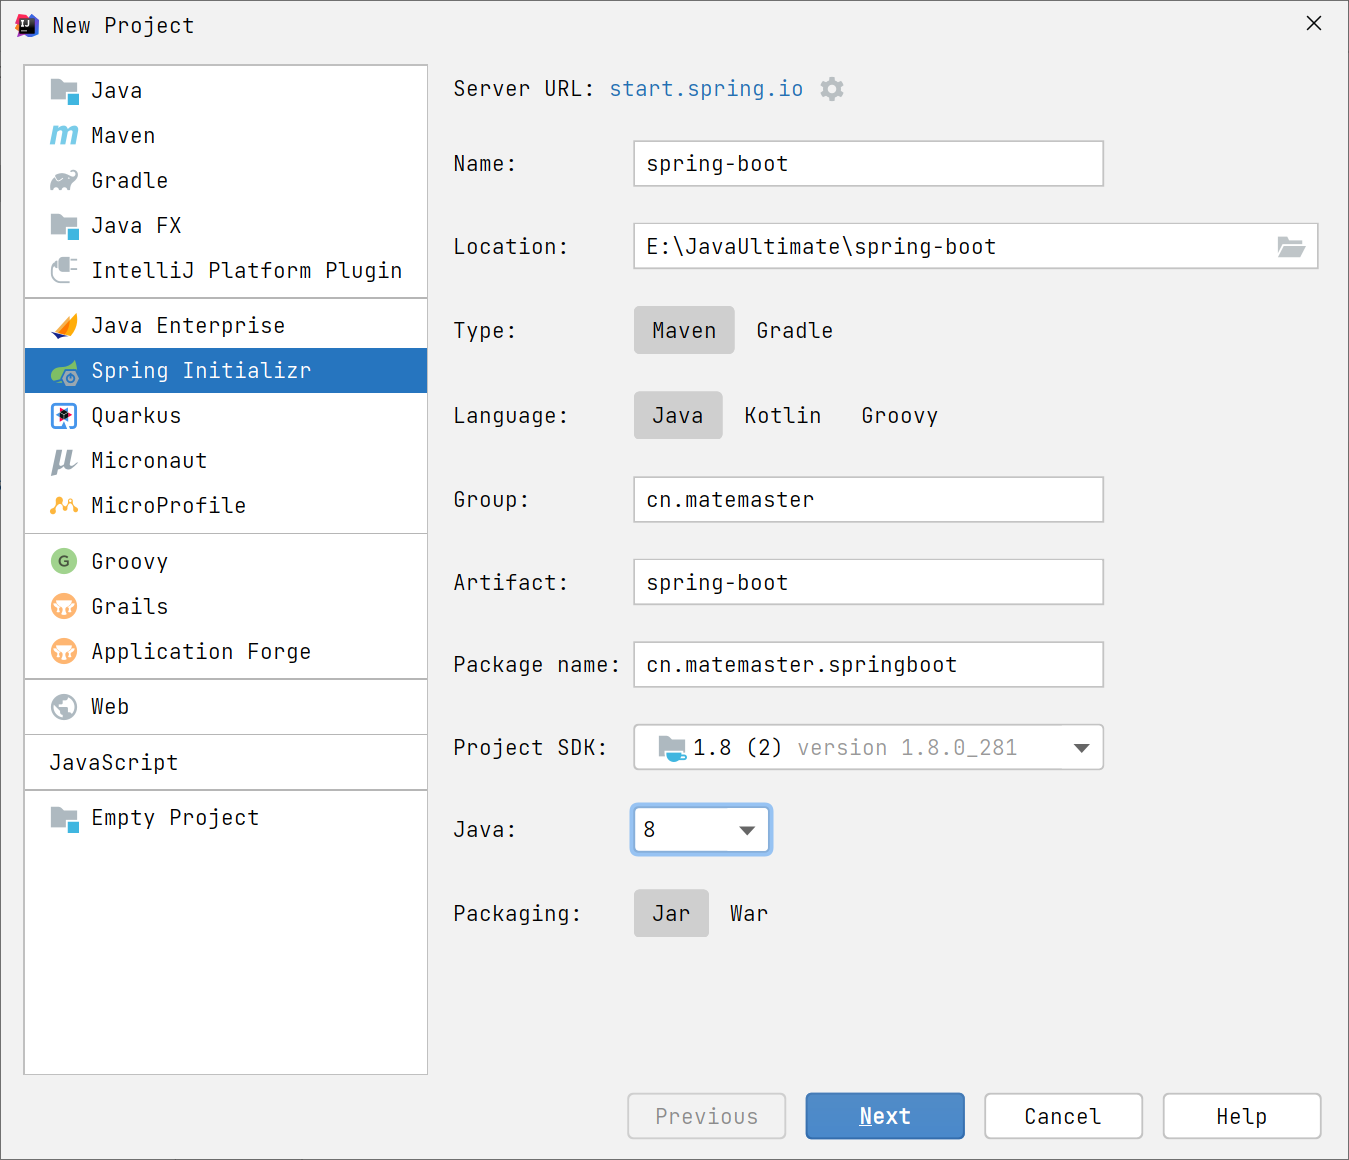 New Project
Java
Maven
Gradle
Java FX
IntelliJ Platform Plugin
Java Enterprise
Spring Initializr
Quarkus
Micronaut
MicroProfile
Groovy
Grails
Application Forge
Web
JavaScript
Empty Project
Server URL: start.spring.io
Name: spring-boot
Location: E:\JavaUltimate\spring-boot
Type: Maven Gradle
Language: Java Kotlin Groovy
Group: cn.matemaster
Artifact: spring-boot
Package name: cn.matemaster.springboot
Project SDK: 1.8 (2) version 1.8.0_281
Java: 8
Packaging: Jar War
Previous Next Cancel Help